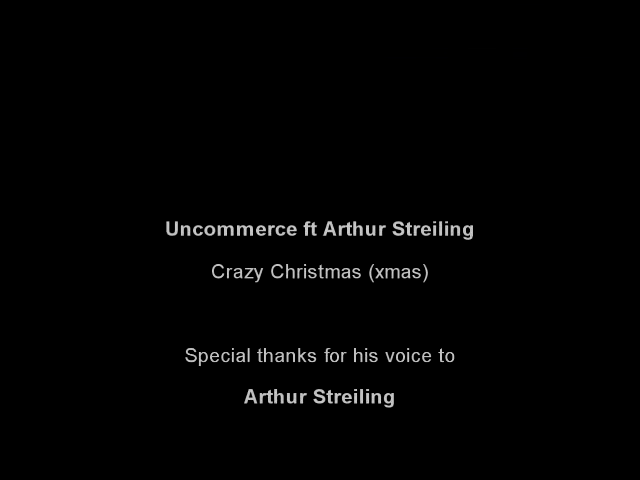 Uncommerce ft Arthur Streiling
Crazy Christmas (xmas)
Special thanks for his voice to
Arthur Streiling